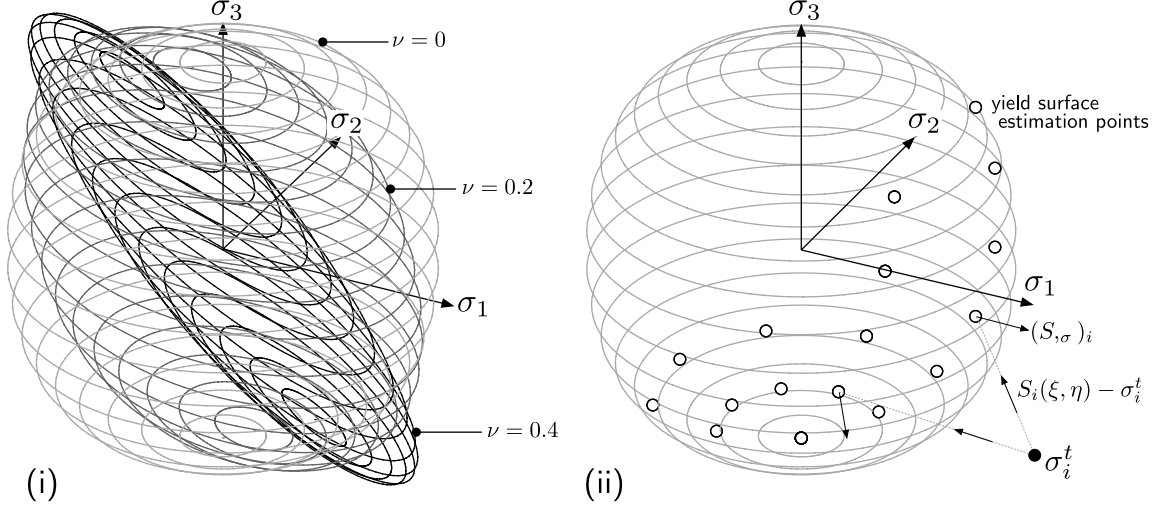 σ₃
ν = 0
σ₂
ν = 0.2
σ₁
ν = 0.4
(i)
σ₃
σ₂
yield surface
estimation points
σ₁
(S,σ )ᵢ
Sᵢ(ξ, η) − σᵢᵗ
σᵢᵗ
(ii)